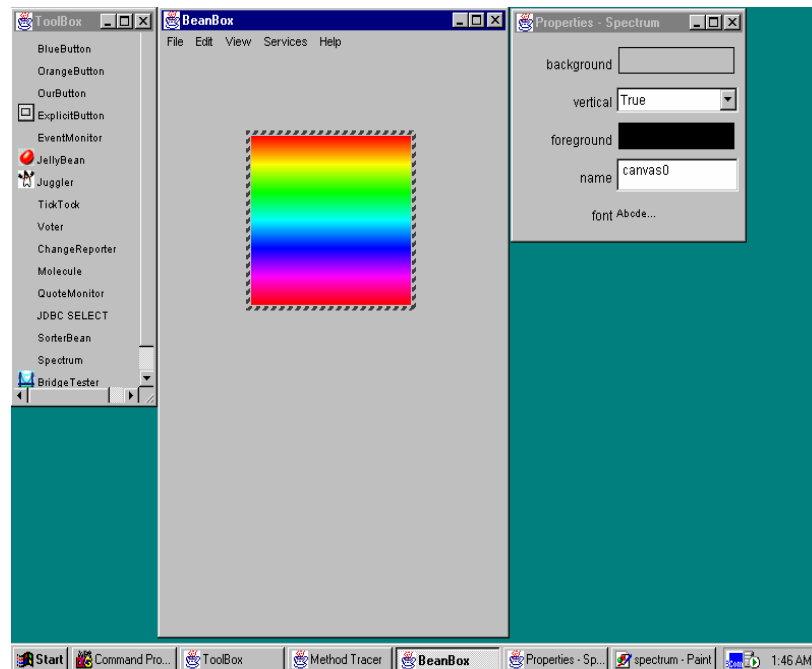 ToolBox
BlueButton
OrangeButton
OurButton
ExplicitButton
EventMonitor
JellyBean
Juggler
TickTock
Voter
ChangeReporter
Molecule
QuoteMonitor
JDBC SELECT
SorterBean
Spectrum
BridgeTester
BeanBox
File Edit View Services Help
Properties - Spectrum
background
vertical True
foreground
name canvas0
font Abcde...
Start Command Pro... ToolBox Method Tracer BeanBox Properties - Sp... spectrum - Paint 1:46 AM